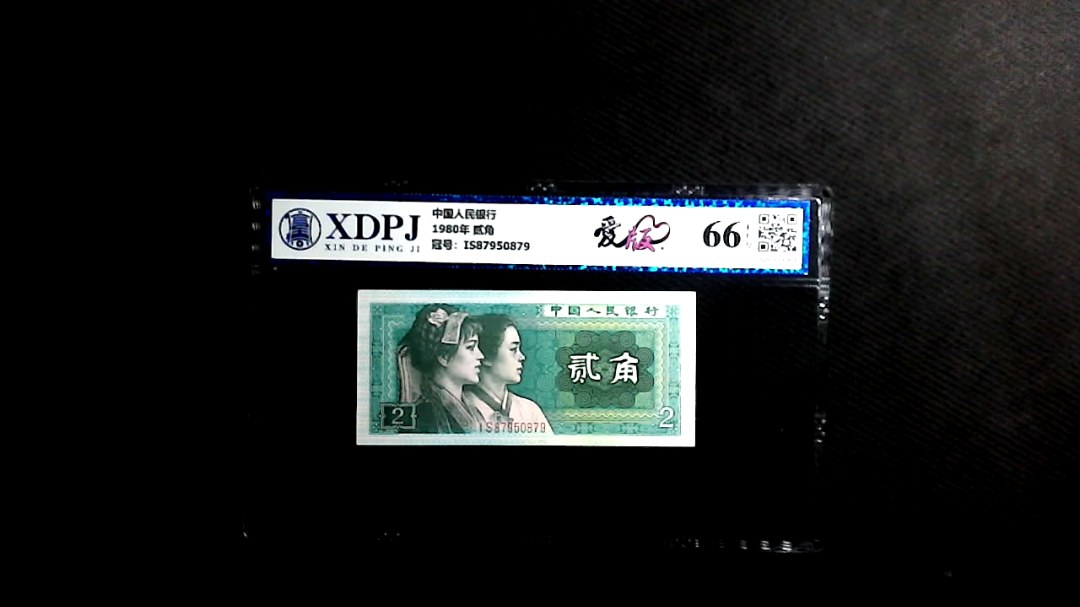 XDPJ
XIN DE PING JI
中国人民银行
1980年 贰角
冠号：IS87950879
爱版
66
中国人民银行
贰角
2
2
IS87950879